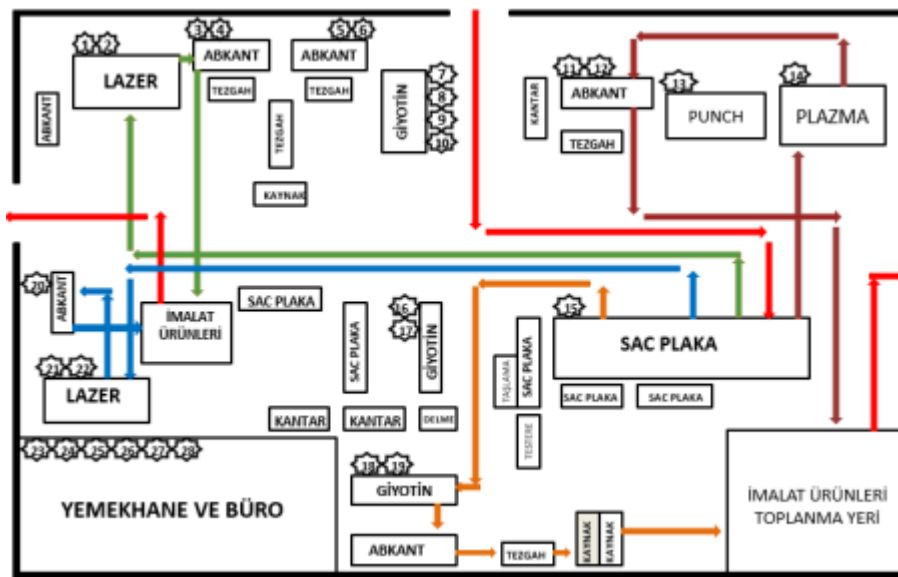 1 2
3 4
5 6
LAZER
ABKANT
ABKANT
TEZGAH
TEZGAH
ABKANT
TEZGAH
KAYNAK
GİYOTİN
7
8
9
10
KANTAR
11 12
ABKANT
TEZGAH
13
PUNCH
14
PLAZMA
20
ABKANT
İMALAT
ÜRÜNLERİ
SAC PLAKA
SAC PLAKA
16
17
GİYOTİN
15
SAC PLAKA
TAŞLAMA
SAC PLAKA
SAC PLAKA
SAC PLAKA
TESTERE
21 22
LAZER
KANTAR
KANTAR
DELME
23 24 25 26 27 28
YEMEKHANE VE BÜRO
18 19
GİYOTİN
ABKANT
TEZGAH
KAYNAK
KAYNAK
İMALAT ÜRÜNLERİ
TOPLANMA YERİ